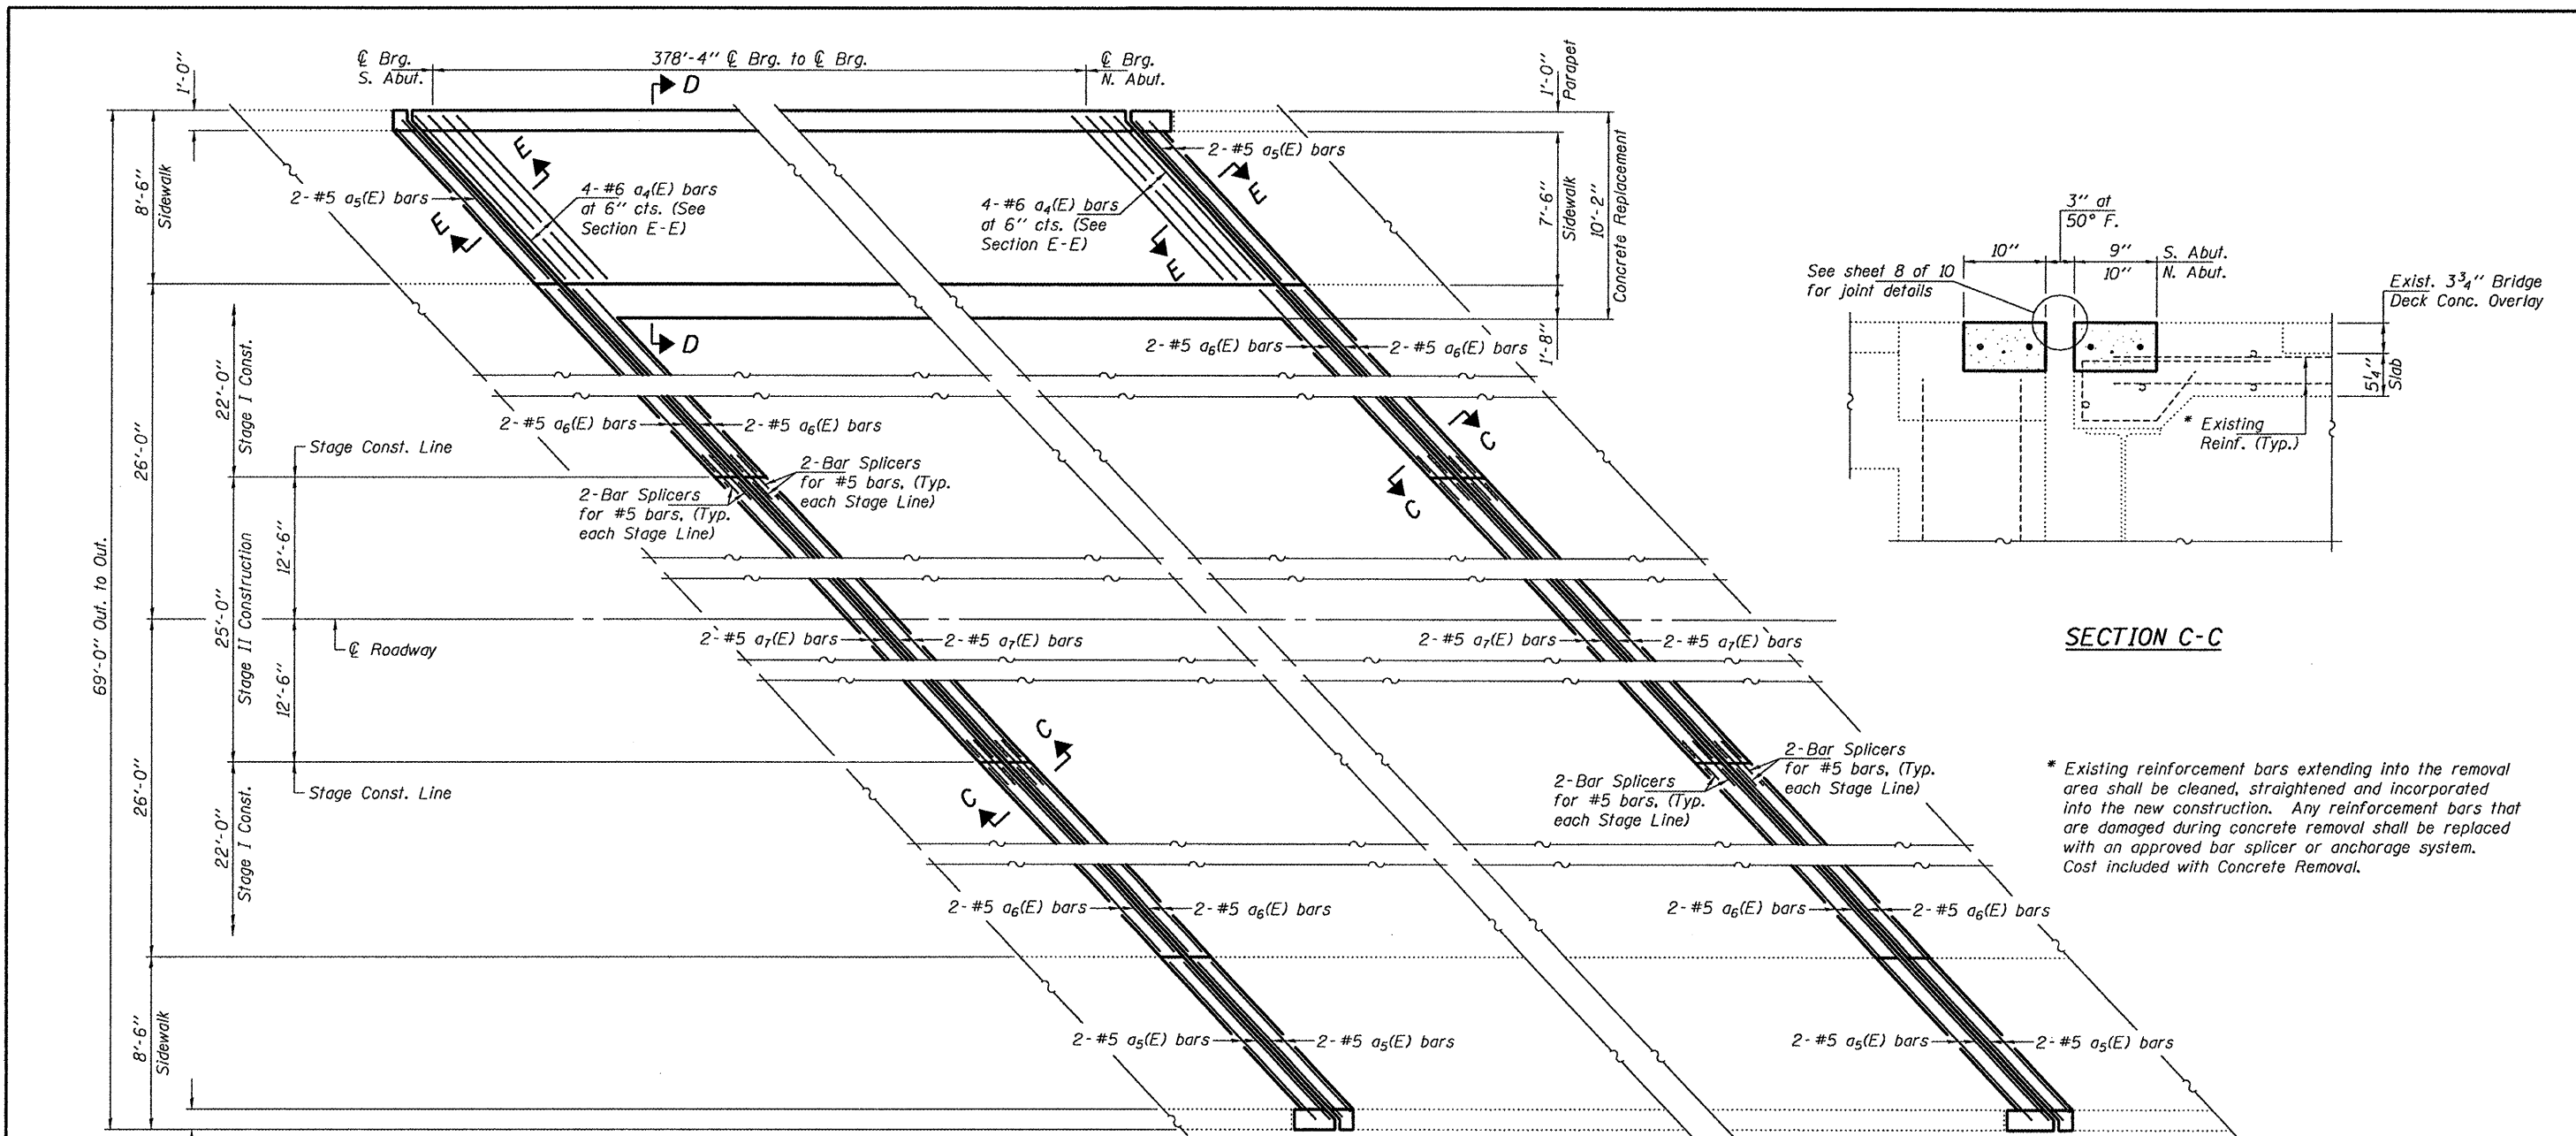 ℄ Brg.
S. Abut.
378'-4" ℄ Brg. to ℄ Brg.
℄ Brg.
N. Abut.
D
1'-0"
1'-0"
Parapet
8'-6"
Sidewalk
2-#5 a5(E) bars
E
E
4-#6 a4(E) bars
at 6" cts. (See
Section E-E)
4-#6 a4(E) bars
at 6" cts. (See
Section E-E)
2-#5 a5(E) bars
E
E
7'-6"
Sidewalk
10'-2"
Concrete Replacement
1'-8"
D
2-#5 a6(E) bars
2-#5 a6(E) bars
22'-0"
Stage I Const.
26'-0"
2-#5 a6(E) bars
2-#5 a6(E) bars
C
C
Stage Const. Line
2-Bar Splicers
for #5 bars, (Typ.
each Stage Line)
2-Bar Splicers
for #5 bars, (Typ.
each Stage Line)
69'-0" Out. to Out.
25'-0"
Stage II Construction
12'-6"
12'-6"
℄ Roadway
2-#5 a7(E) bars
2-#5 a7(E) bars
2-#5 a7(E) bars
2-#5 a7(E) bars
C
C
Stage Const. Line
26'-0"
22'-0"
Stage I Const.
2-Bar Splicers
for #5 bars, (Typ.
each Stage Line)
2-Bar Splicers
for #5 bars, (Typ.
each Stage Line)
2-#5 a6(E) bars
2-#5 a6(E) bars
2-#5 a6(E) bars
2-#5 a6(E) bars
8'-6"
Sidewalk
2-#5 a5(E) bars
2-#5 a5(E) bars
2-#5 a5(E) bars
2-#5 a5(E) bars
3" at
50° F.
10"
9"
S. Abut.
10"
N. Abut.
See sheet 8 of 10
for joint details
Exist. 3¾" Bridge
Deck Conc. Overlay
5¼"
Slab
* Existing
Reinf. (Typ.)
SECTION C-C
* Existing reinforcement bars extending into the removal
area shall be cleaned, straightened and incorporated
into the new construction. Any reinforcement bars that
are damaged during concrete removal shall be replaced
with an approved bar splicer or anchorage system.
Cost included with Concrete Removal.